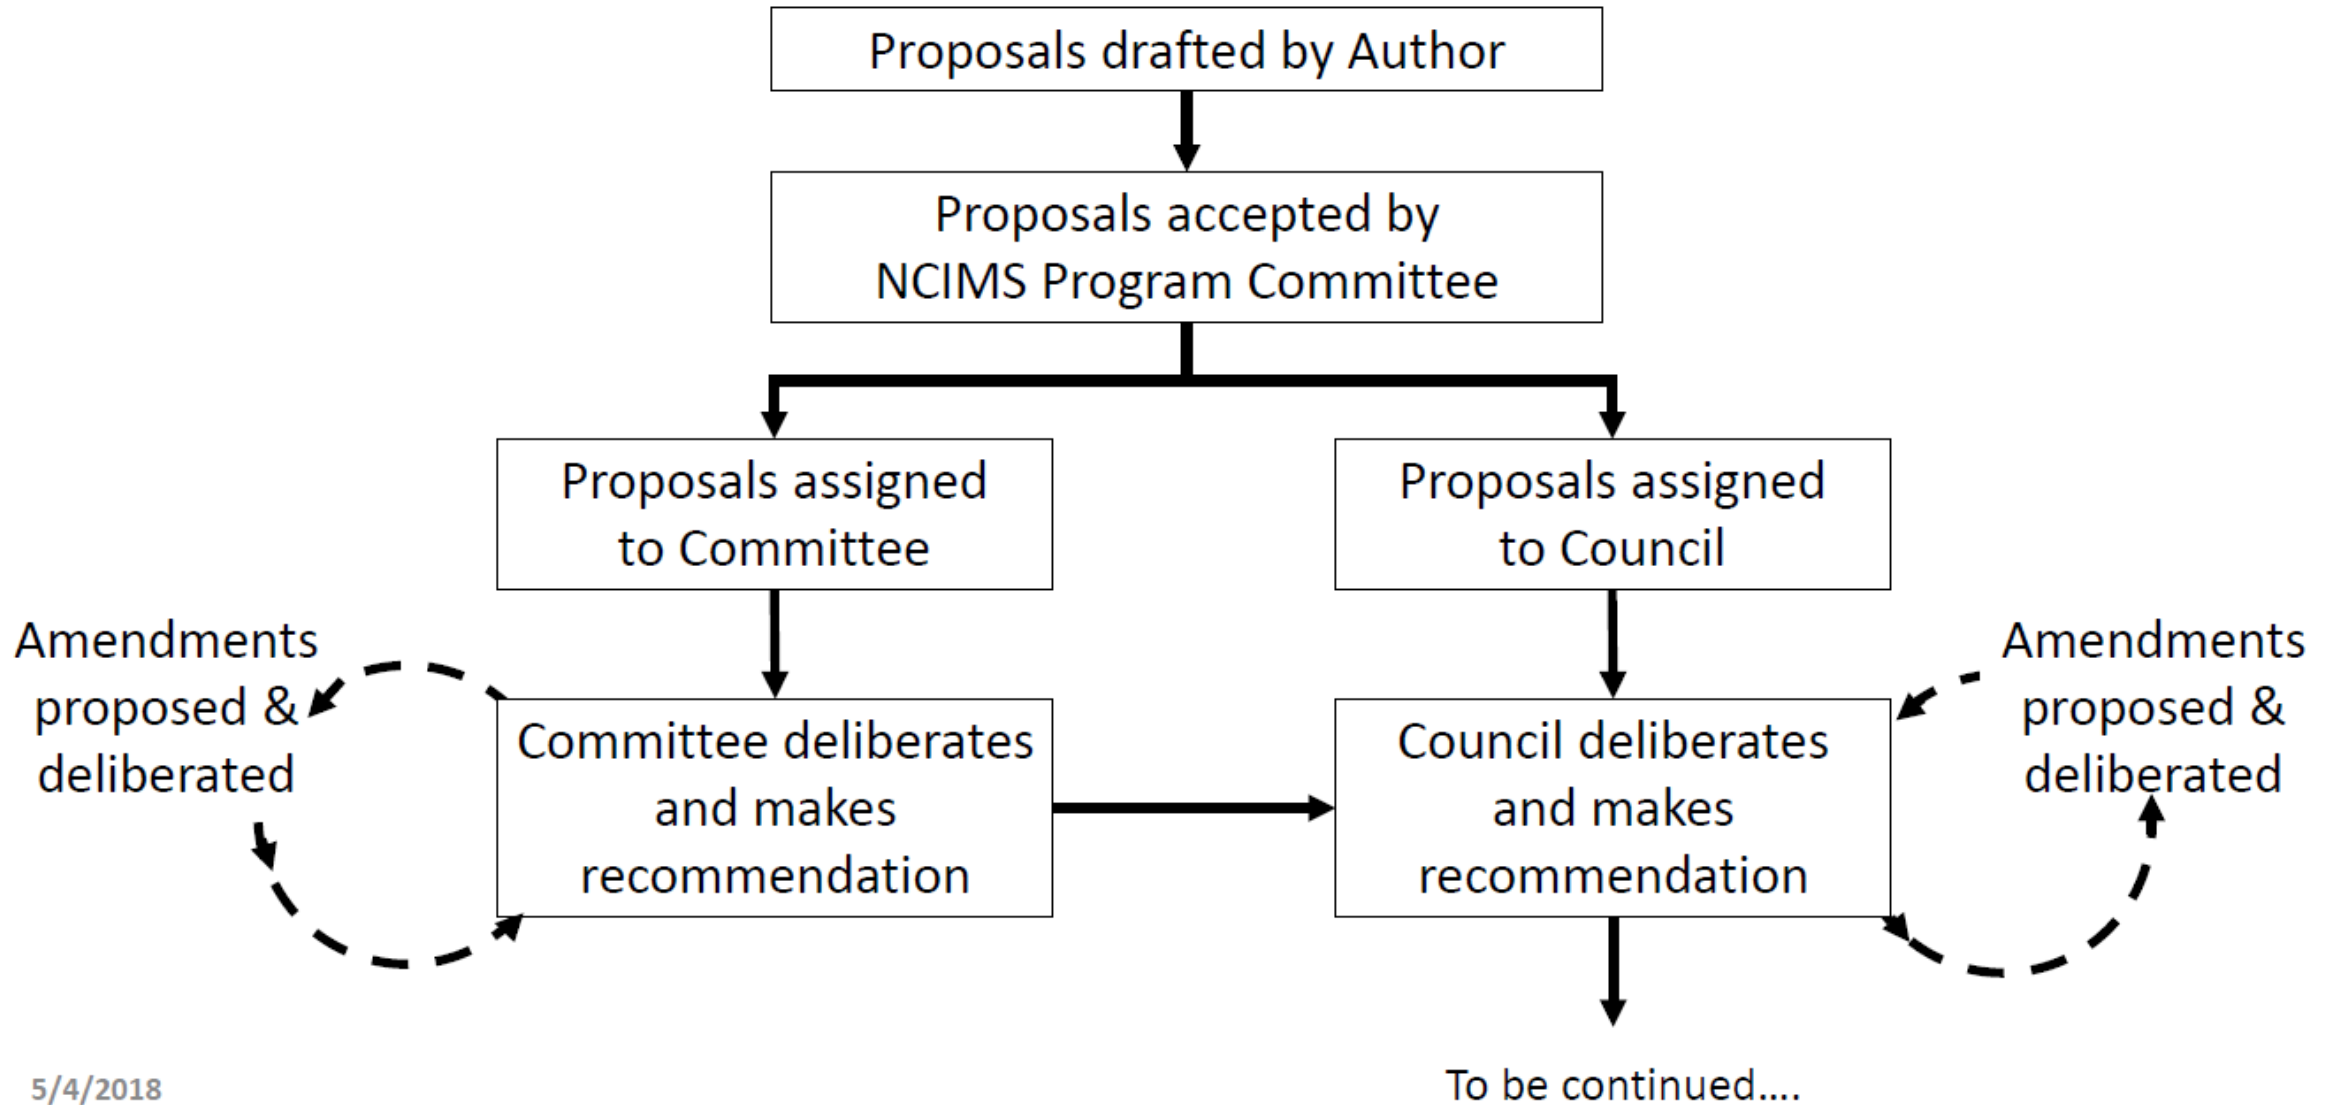 Proposals drafted by Author
Proposals accepted by
NCIMS Program Committee
Proposals assigned
to Committee
Proposals assigned
to Council
Amendments
proposed &
deliberated
Committee deliberates
and makes
recommendation
Council deliberates
and makes
recommendation
Amendments
proposed &
deliberated
To be continued....
5/4/2018